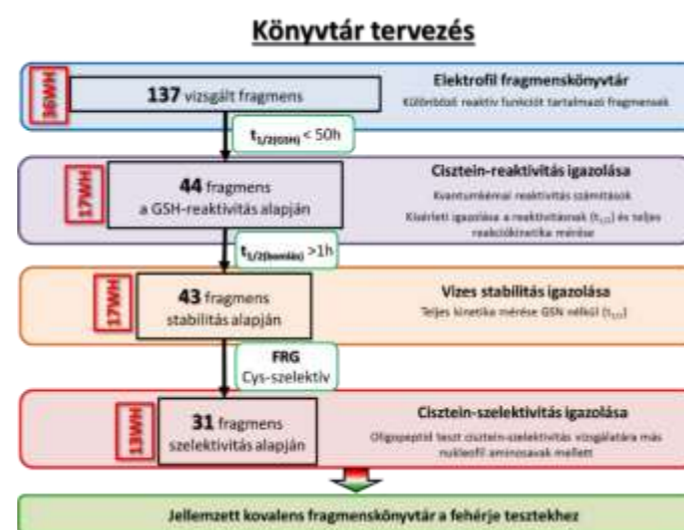 Könyvtár tervezés
36WH
137 vizsgált fragmens
Elektrofil fragmenskönyvtár
Különböző reaktív funkciót tartalmazó fragmensek
t1/2(GSH) < 50h
17WH
44 fragmens
a GSH-reaktivitás alapján
Cisztein-reaktivitás igazolása
Kvantumkémai reaktivitás számítások
Kísérleti igazolása a reaktivitásnak (t1/2) és teljes
reakciókinetika mérése
t1/2(bomlás) >1h
17WH
43 fragmens
stabilitás alapján
Vizes stabilitás igazolása
Teljes kinetika mérése GSN nélkül (t1/2)
FRG
Cys-szelektív
13WH
31 fragmens
szelektivitás alapján
Cisztein-szelektivitás igazolása
Oligopeptid teszt cisztein-szelektivitás vizsgálatára más
nukleofil aminosavak mellett
Jellemzett kovalens fragmenskönyvtár a fehérje tesztekhez